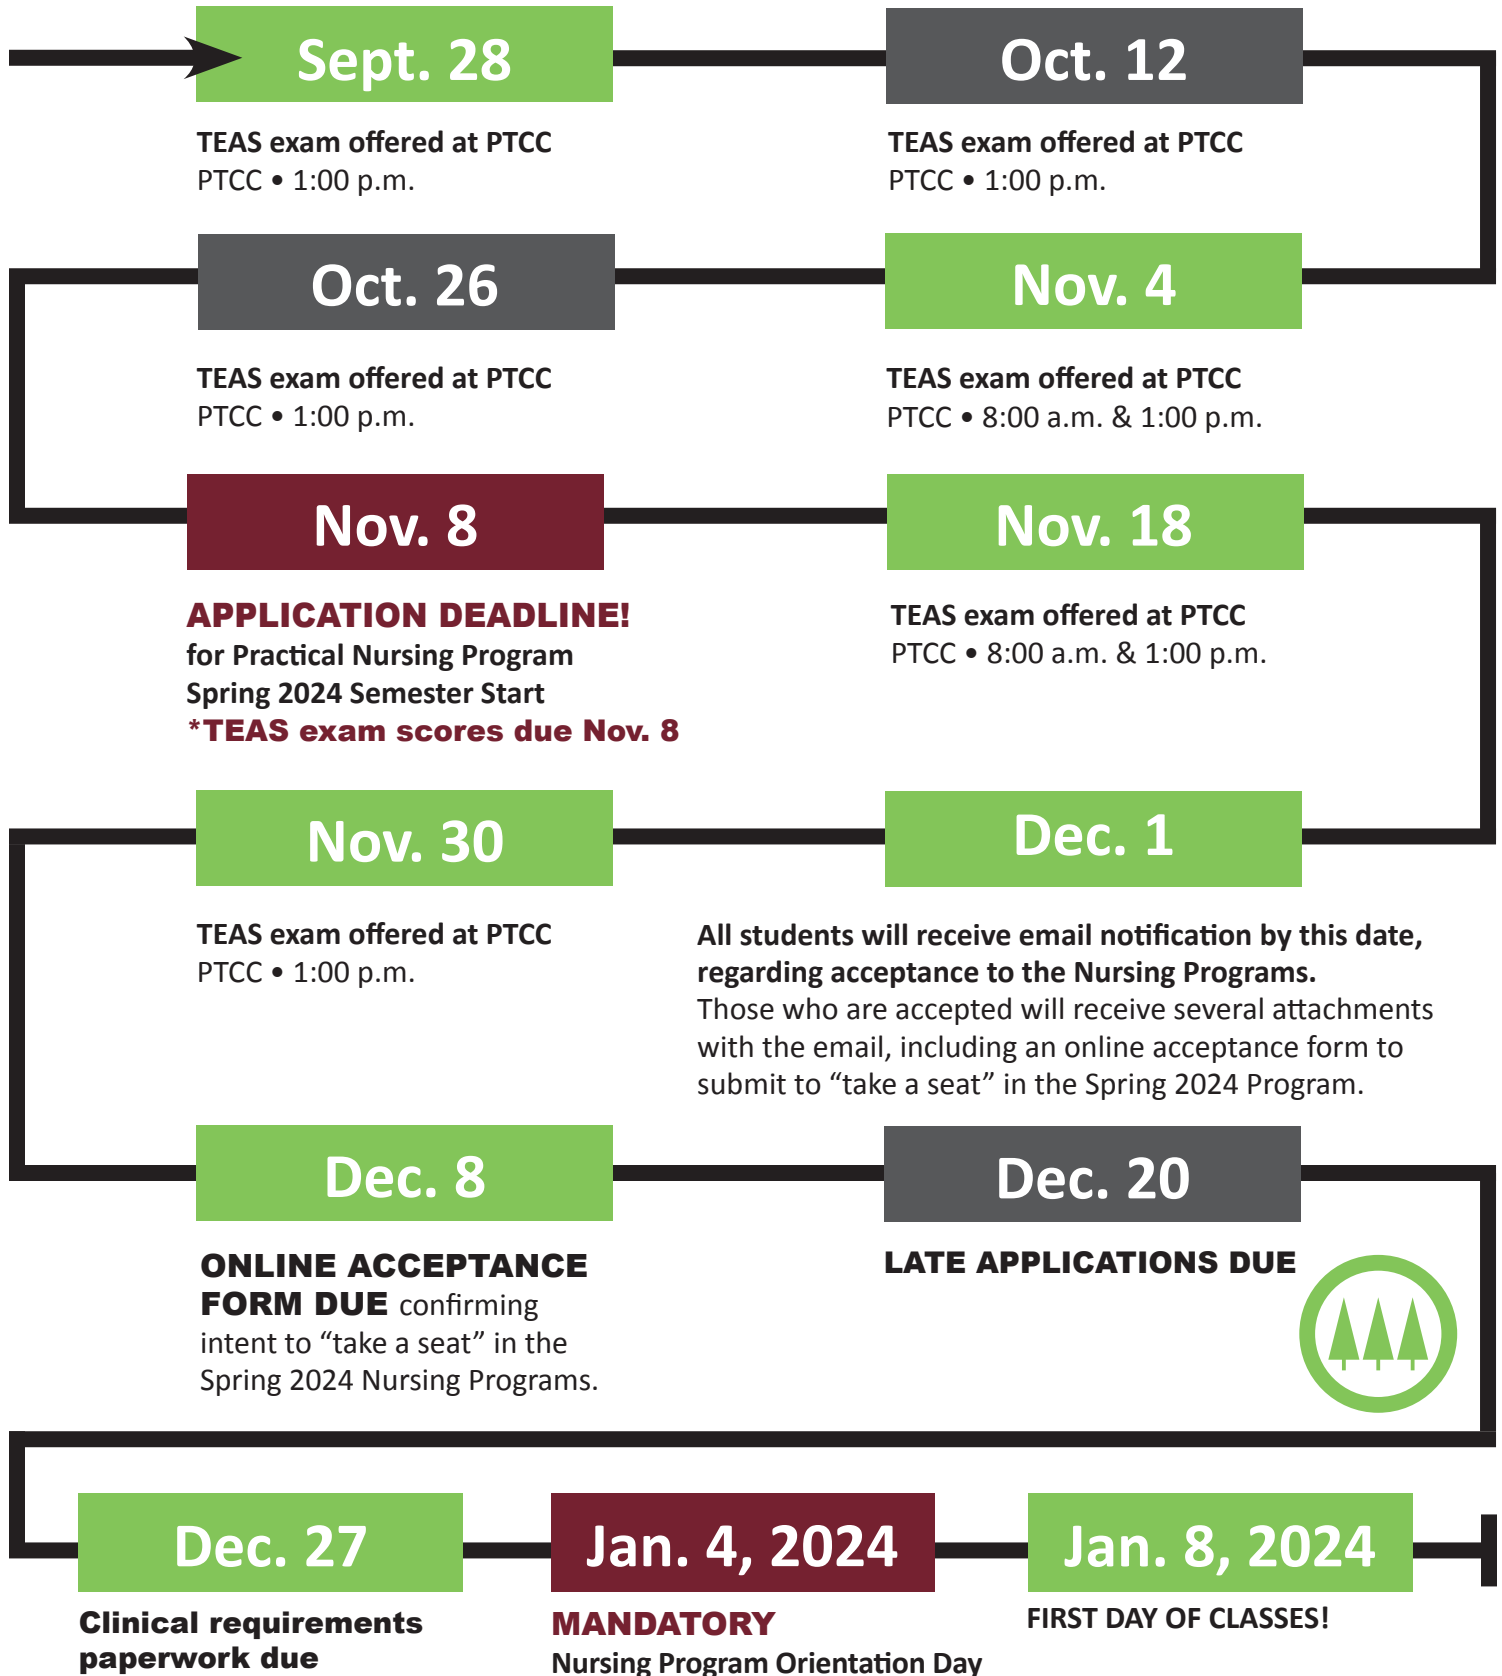 Sept. 28
TEAS exam offered at PTCC
PTCC • 1:00 p.m.
Oct. 12
TEAS exam offered at PTCC
PTCC • 1:00 p.m.
Oct. 26
TEAS exam offered at PTCC
PTCC • 1:00 p.m.
Nov. 4
TEAS exam offered at PTCC
PTCC • 8:00 a.m. & 1:00 p.m.
Nov. 8
APPLICATION DEADLINE!
for Practical Nursing Program
Spring 2024 Semester Start
*TEAS exam scores due Nov. 8
Nov. 18
TEAS exam offered at PTCC
PTCC • 8:00 a.m. & 1:00 p.m.
Nov. 30
TEAS exam offered at PTCC
PTCC • 1:00 p.m.
Dec. 1
All students will receive email notification by this date,
regarding acceptance to the Nursing Programs.
Those who are accepted will receive several attachments
with the email, including an online acceptance form to
submit to “take a seat” in the Spring 2024 Program.
Dec. 8
ONLINE ACCEPTANCE
FORM DUE confirming
intent to “take a seat” in the
Spring 2024 Nursing Programs.
Dec. 20
LATE APPLICATIONS DUE
Dec. 27
Clinical requirements
paperwork due
Jan. 4, 2024
MANDATORY
Nursing Program Orientation Day
Jan. 8, 2024
FIRST DAY OF CLASSES!